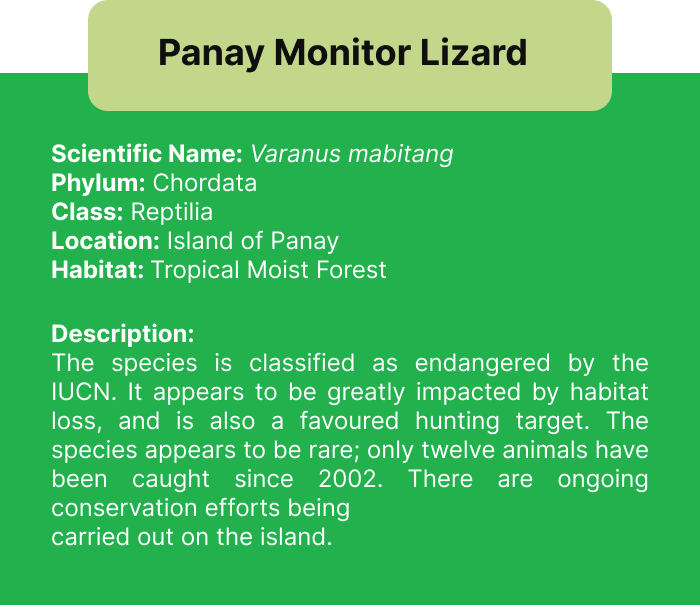 Panay Monitor Lizard
Scientific Name: Varanus mabitang
Phylum: Chordata
Class: Reptilia
Location: Island of Panay
Habitat: Tropical Moist Forest
Description:
The species is classified as endangered by the
IUCN. It appears to be greatly impacted by habitat
loss, and is also a favoured hunting target. The
species appears to be rare; only twelve animals have
been caught since 2002. There are ongoing
conservation efforts being
carried out on the island.